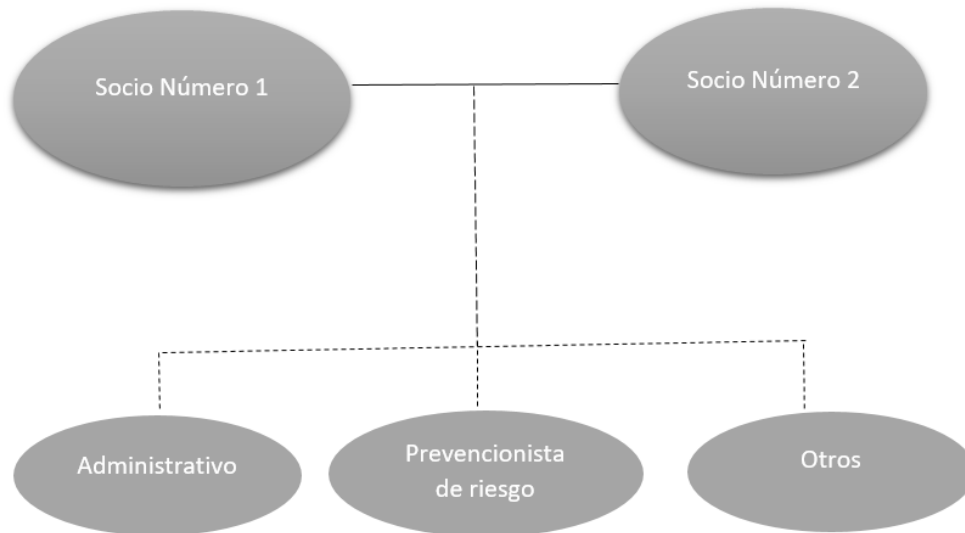 Socio Número 1
Socio Número 2
Administrativo
Prevencionista
de riesgo
Otros